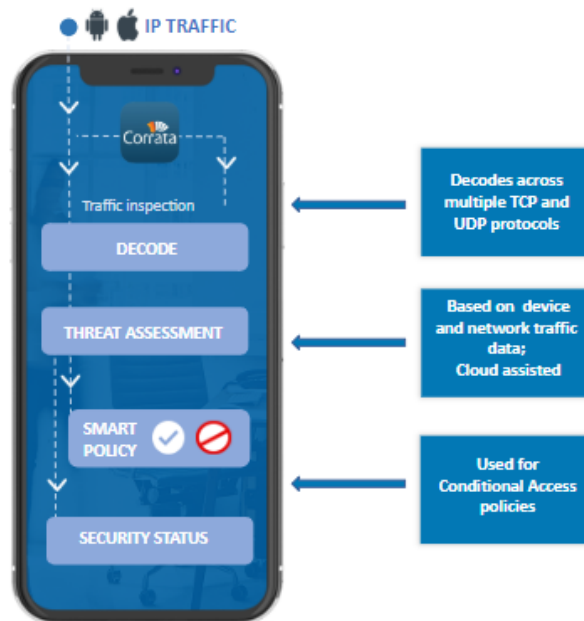 IP TRAFFIC
Corrata
Traffic inspection
DECODE
Decodes across
multiple TCP and
UDP protocols
THREAT ASSESSMENT
Based on device
and network traffic
data;
Cloud assisted
SMART
POLICY
Used for
Conditional Access
policies
SECURITY STATUS